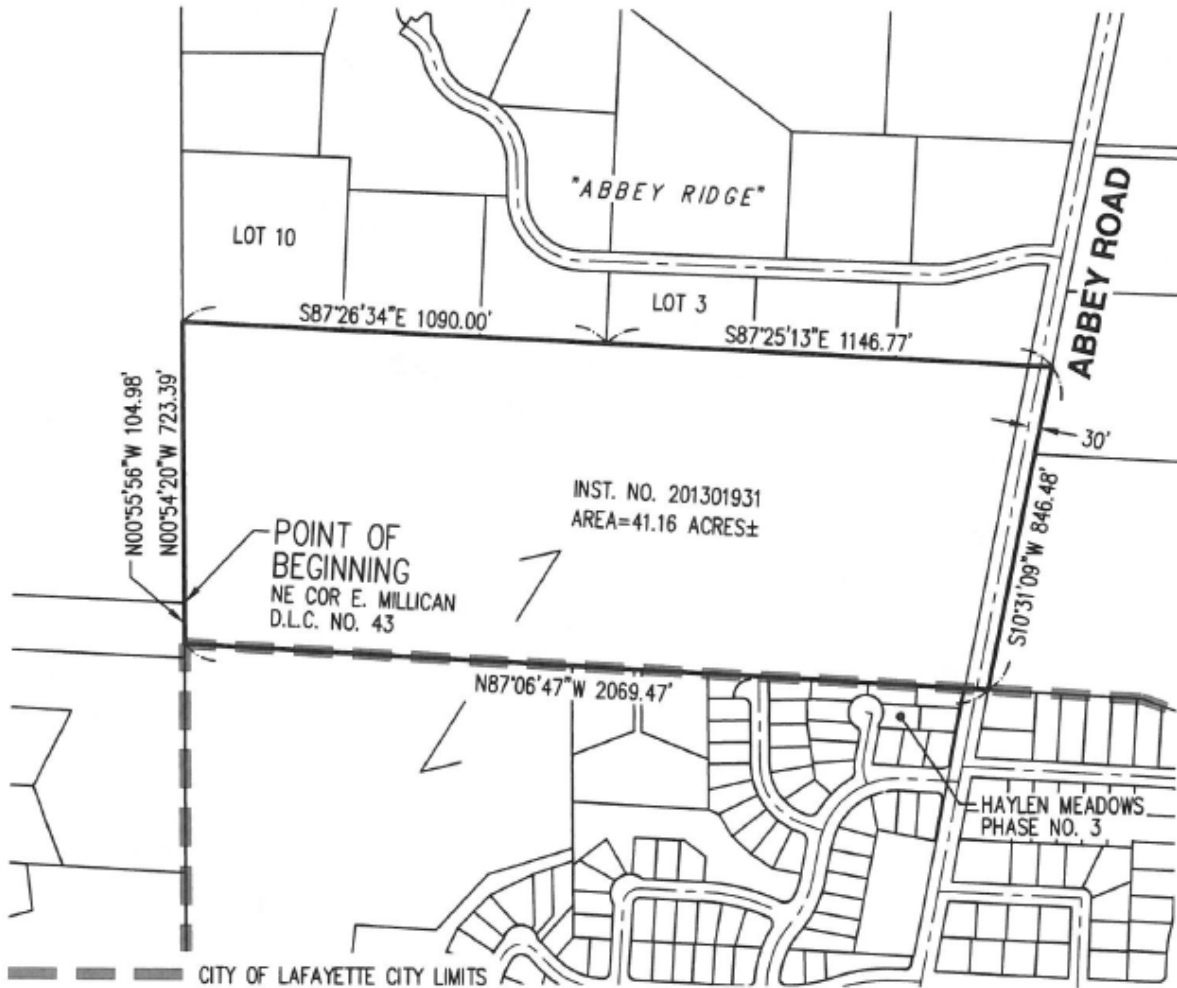 "ABBEY RIDGE"
ABBEY ROAD
LOT 10
LOT 3
S87°26'34"E 1090.00'
S87°25'13"E 1146.77'
N00°55'56"W 104.98'
N00°54'20"W 723.39'
30'
INST. NO. 201301931
AREA=41.16 ACRES±
S10°31'09"W 846.48'
POINT OF
BEGINNING
NE COR E. MILLICAN
D.L.C. NO. 43
N87°06'47"W 2069.47'
HAYLEN MEADOWS
PHASE NO. 3
CITY OF LAFAYETTE CITY LIMITS